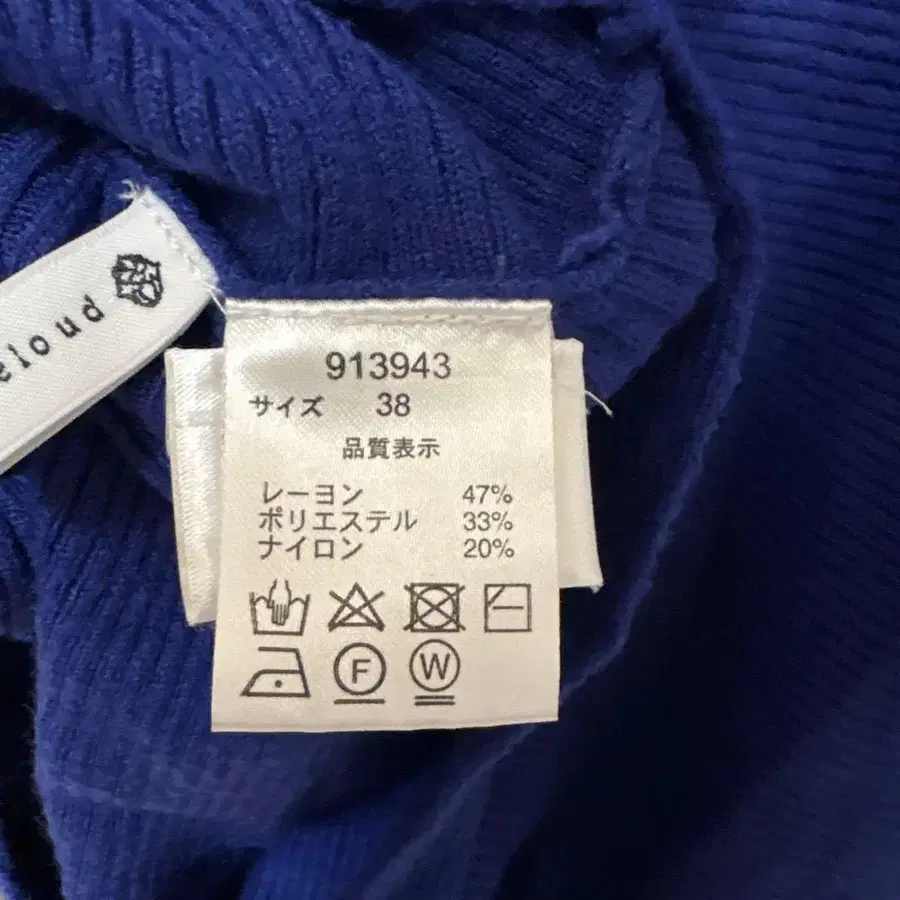 913943
サイズ 38
品質表示
レーヨン 47%
ポリエステル 33%
ナイロン 20%
F
W